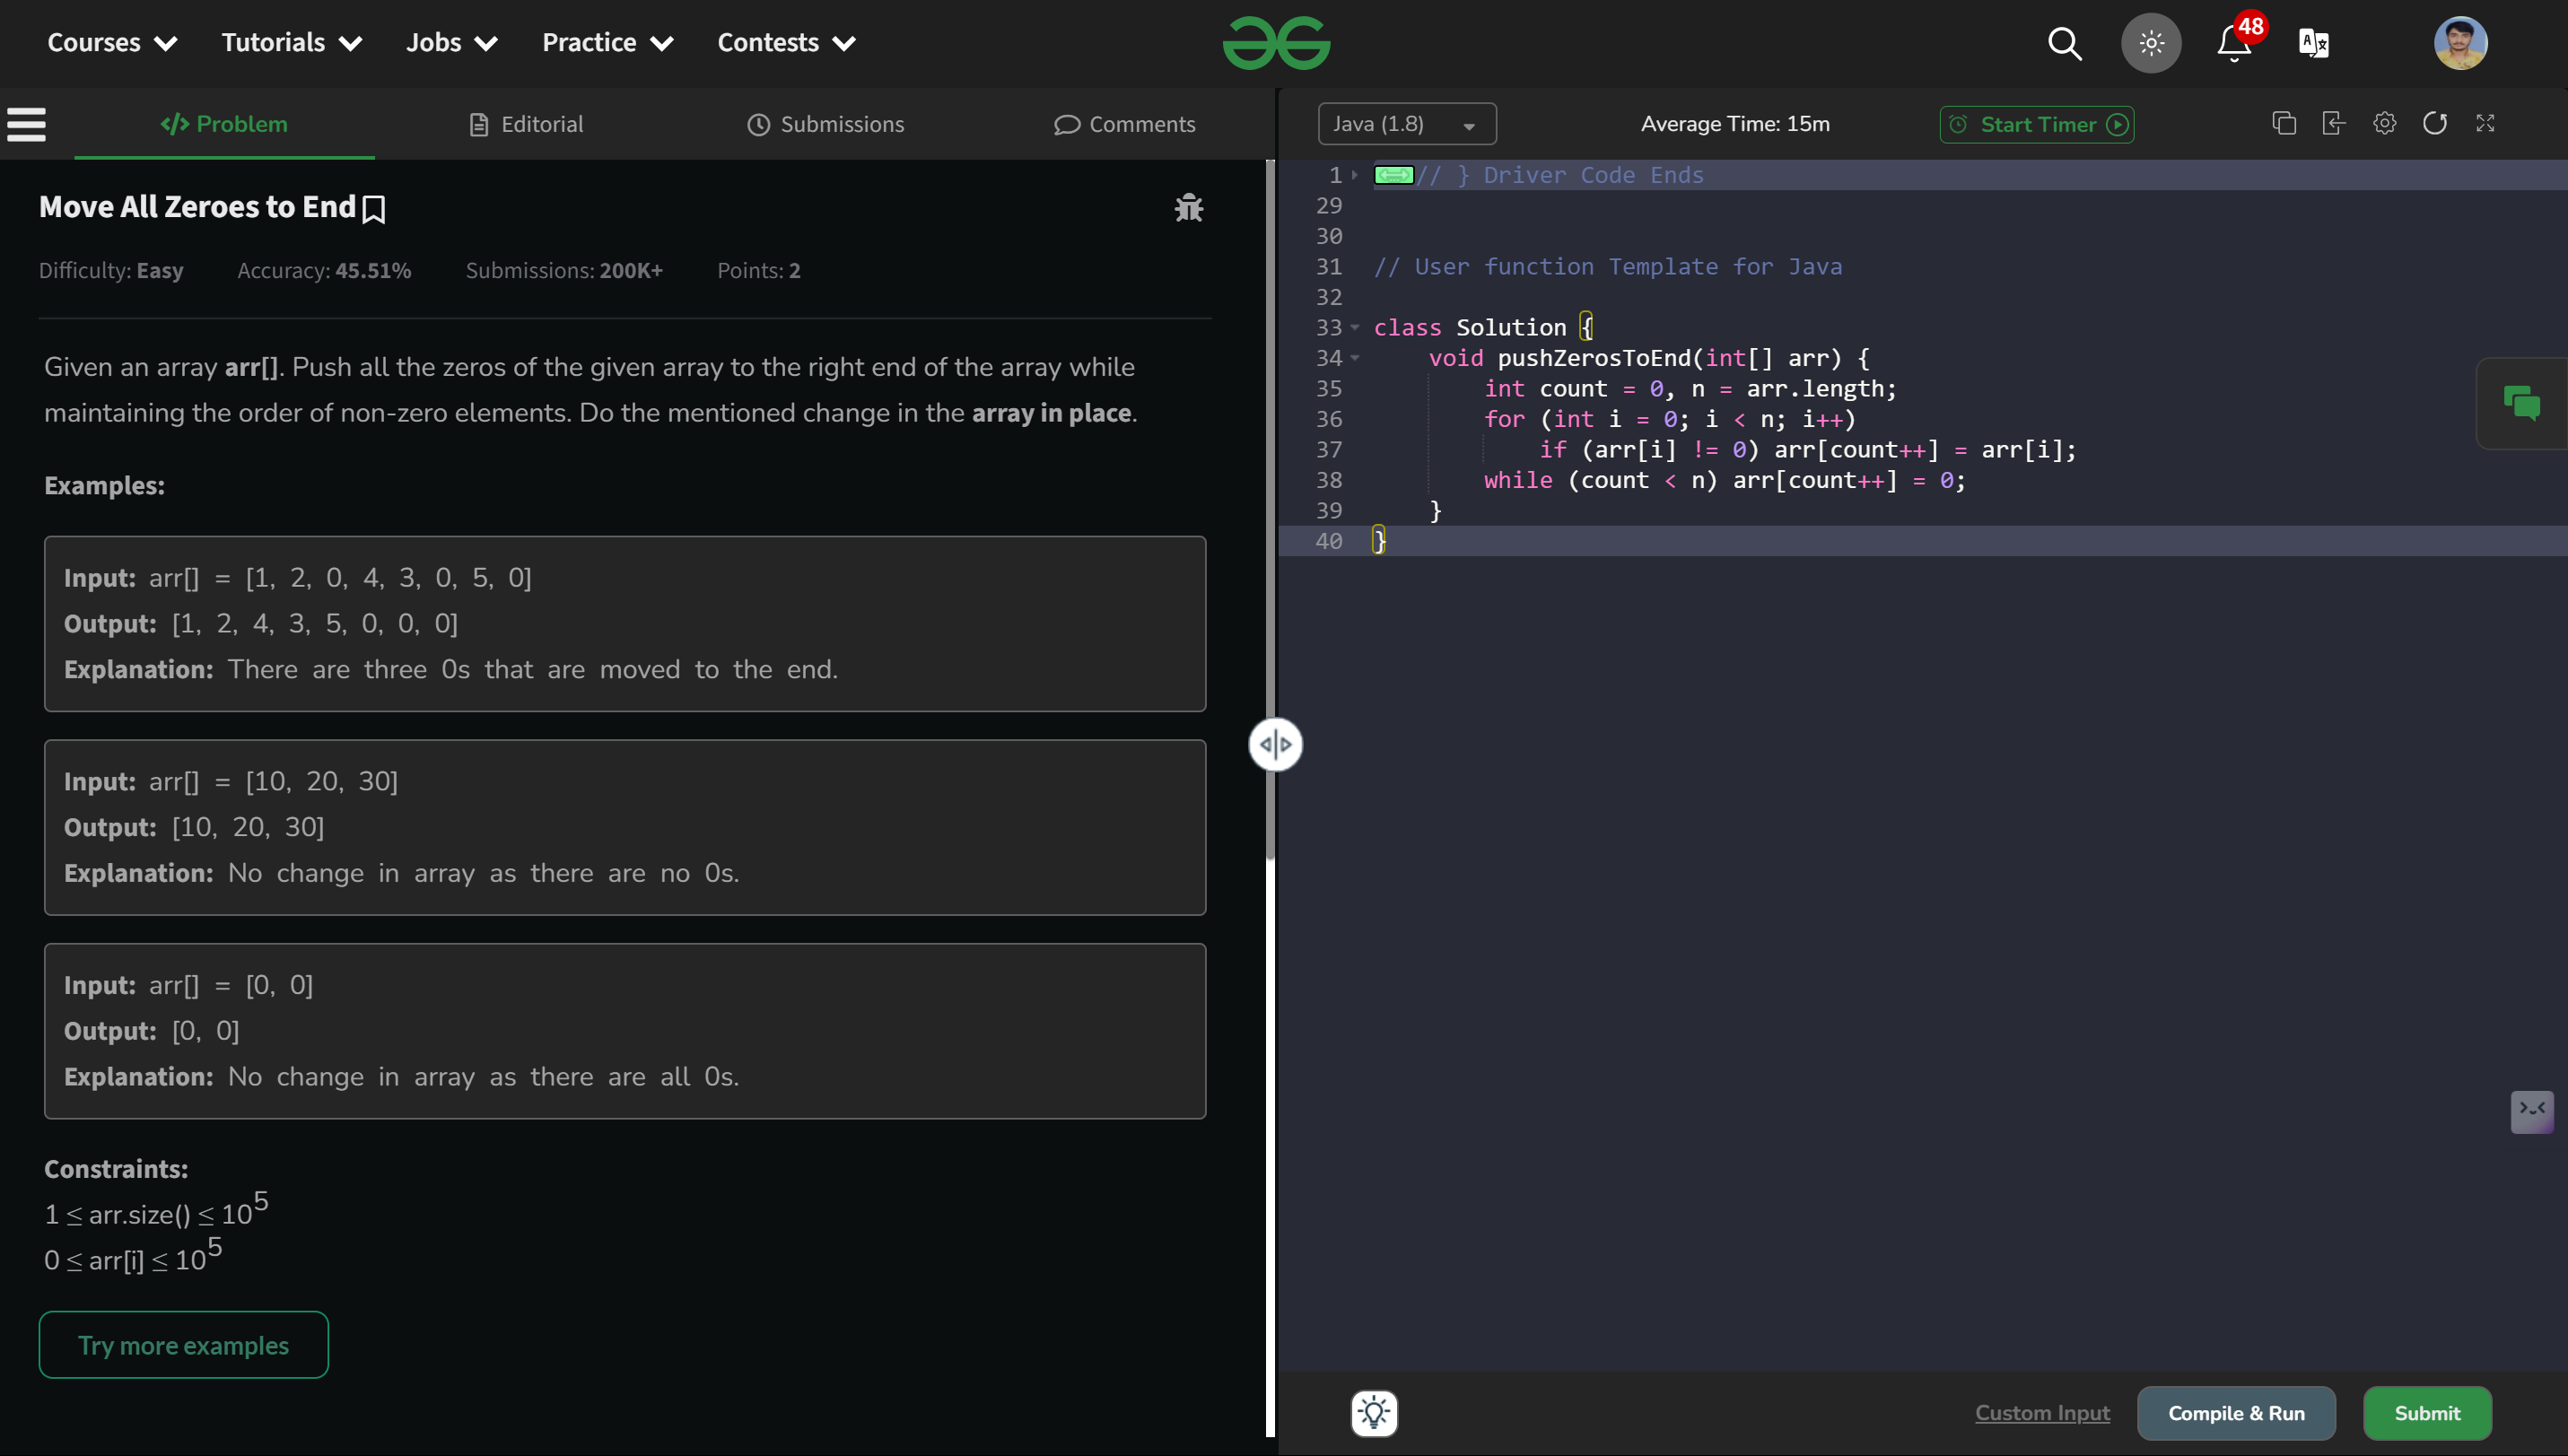 Courses Tutorials Jobs Practice Contests
48
Problem Editorial Submissions Comments
Java (1.8) Average Time: 15m Start Timer
Move All Zeroes to End
Difficulty: Easy Accuracy: 45.51% Submissions: 200K+ Points: 2
Given an array arr[]. Push all the zeros of the given array to the right end of the array while
maintaining the order of non-zero elements. Do the mentioned change in the array in place.
Examples:
Input: arr[] = [1, 2, 0, 4, 3, 0, 5, 0]
Output: [1, 2, 4, 3, 5, 0, 0, 0]
Explanation: There are three 0s that are moved to the end.
Input: arr[] = [10, 20, 30]
Output: [10, 20, 30]
Explanation: No change in array as there are no 0s.
Input: arr[] = [0, 0]
Output: [0, 0]
Explanation: No change in array as there are all 0s.
Constraints:
1 ≤ arr.size() ≤ 10^5
0 ≤ arr[i] ≤ 10^5
Try more examples
1 // } Driver Code Ends
29
30
31 // User function Template for Java
32
33 class Solution {
34 void pushZerosToEnd(int[] arr) {
35 int count = 0, n = arr.length;
36 for (int i = 0; i < n; i++)
37 if (arr[i] != 0) arr[count++] = arr[i];
38 while (count < n) arr[count++] = 0;
39 }
40 }
Custom Input Compile & Run Submit